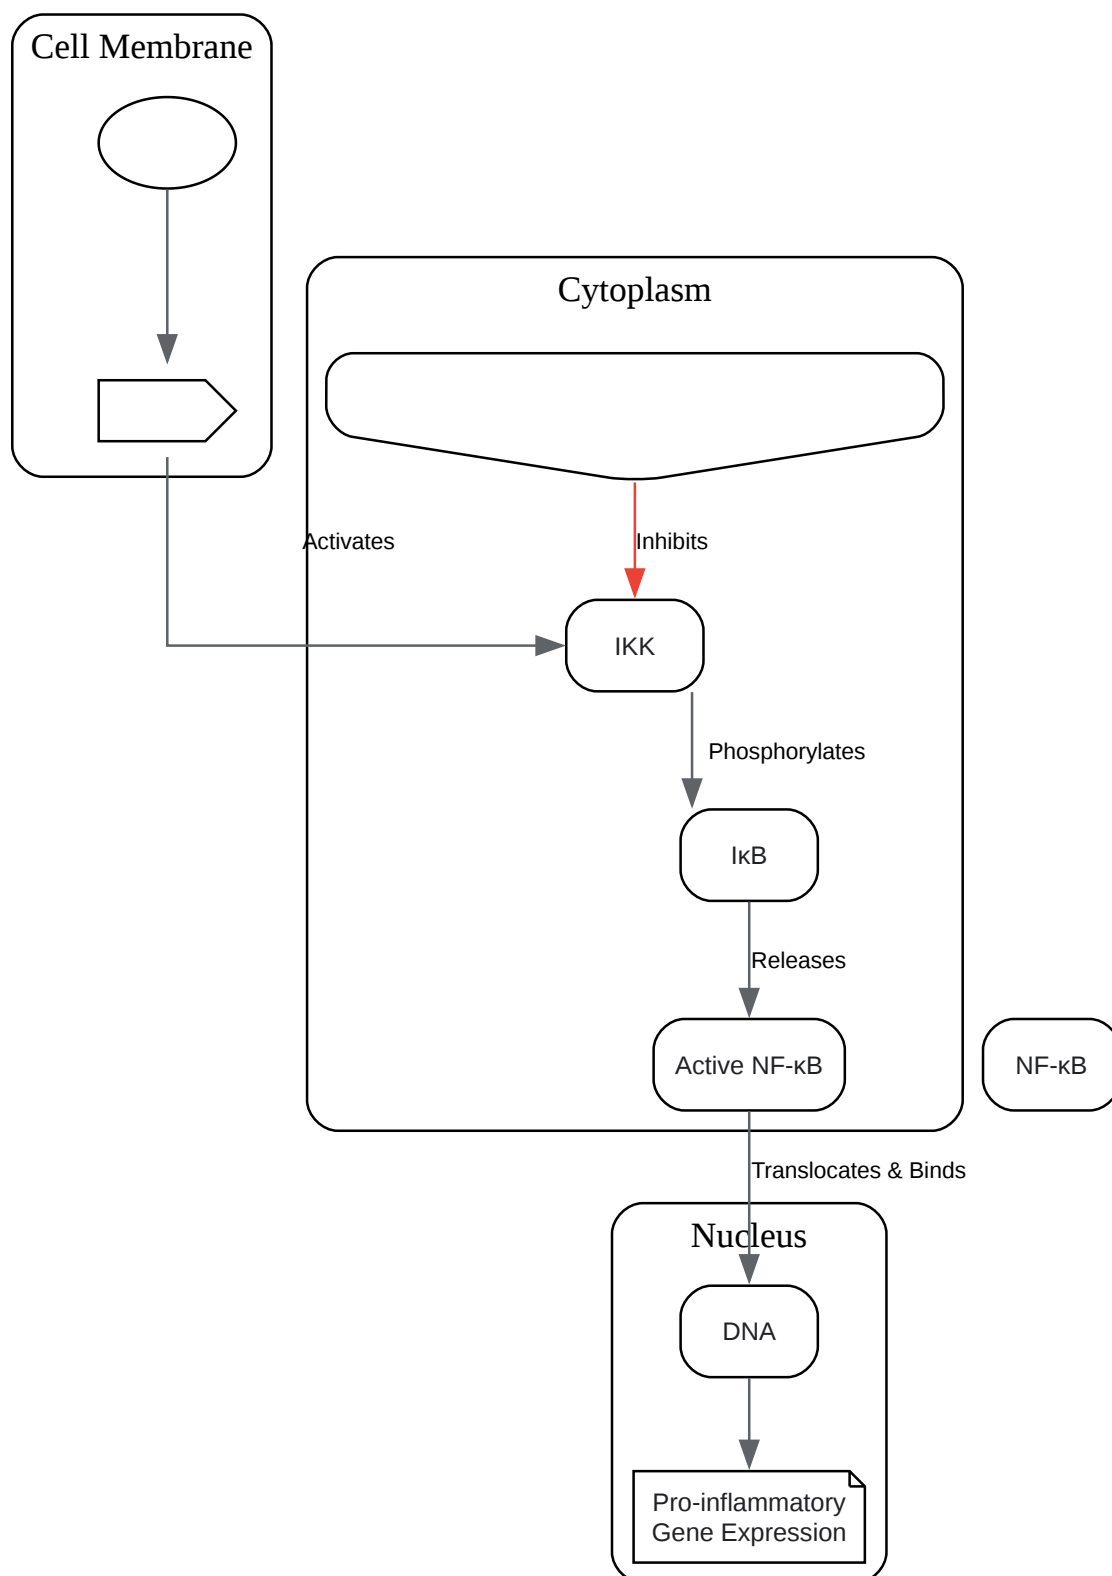 Cell Membrane
Cytoplasm
Activates
Inhibits
IKK
Phosphorylates
IκB
Releases
Active NF-κB
NF-κB
Translocates & Binds
Nucleus
DNA
Pro-inflammatory
Gene Expression